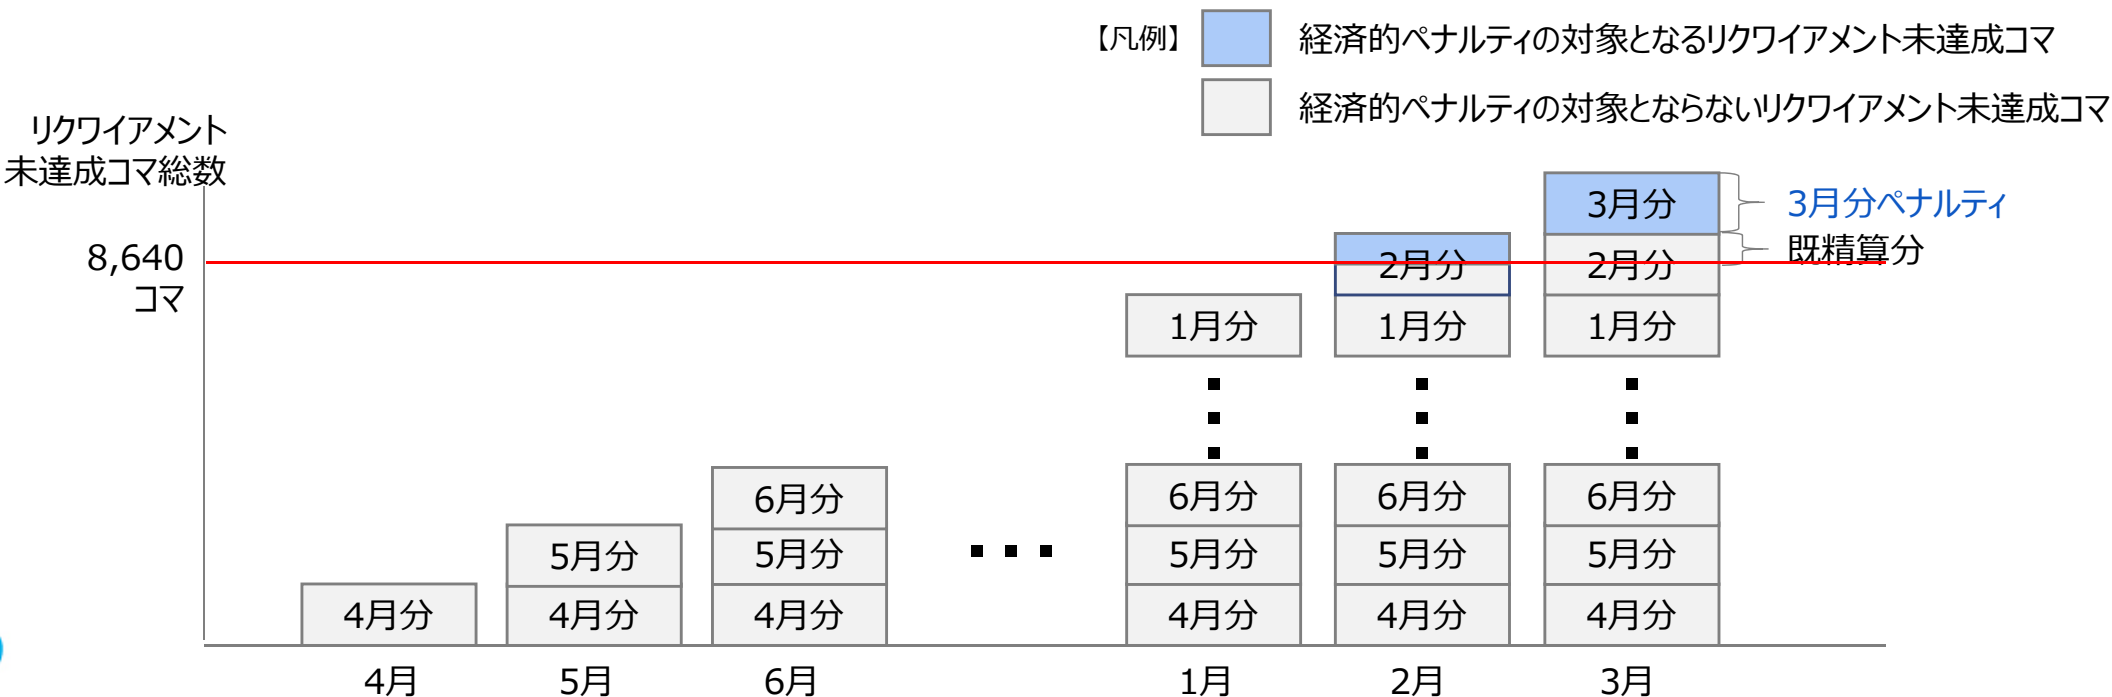 【凡例】
経済的ペナルティの対象となるリクワイアメント未達成コマ
経済的ペナルティの対象とならないリクワイアメント未達成コマ
リクワイアメント
未達成コマ総数
8,640
コマ
3月分
3月分ペナルティ
2月分
2月分
既精算分
1月分
1月分
1月分
6月分
6月分
6月分
6月分
5月分
5月分
5月分
5月分
5月分
4月分
4月分
4月分
4月分
4月分
4月分
4月
5月
6月
1月
2月
3月